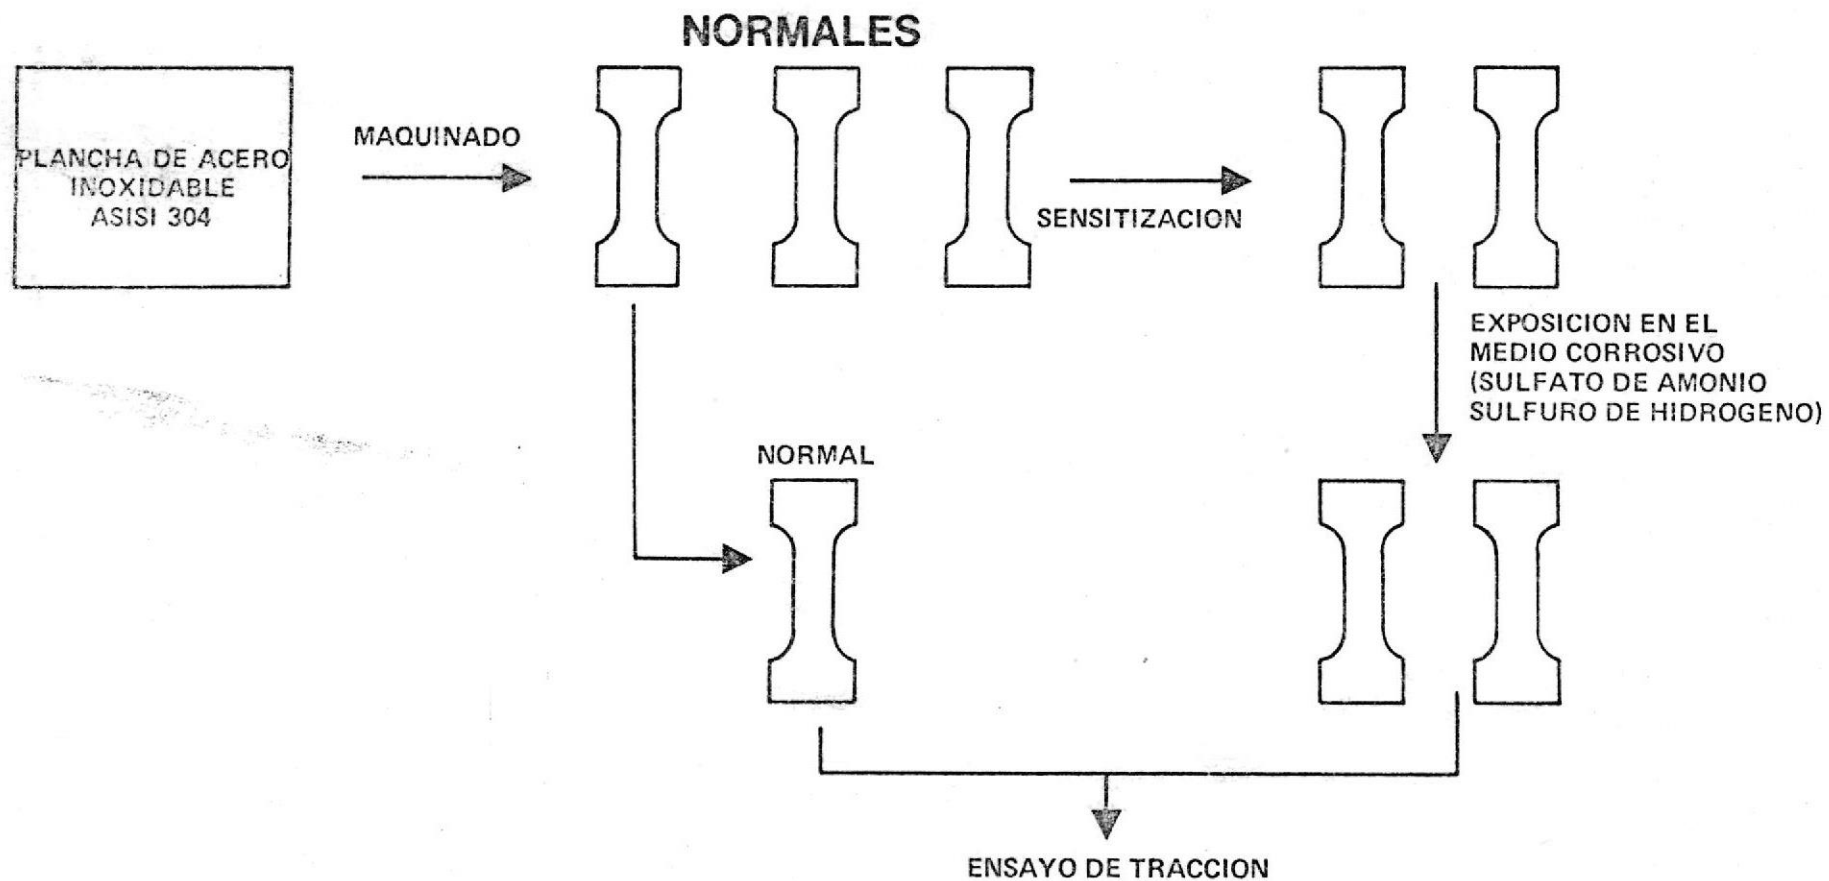 NORMALES
PLANCHA DE ACERO
INOXIDABLE
ASISI 304
MAQUINADO
SENSITIZACION
EXPOSICION EN EL
MEDIO CORROSIVO
(SULFATO DE AMONIO
SULFURO DE HIDROGENO)
NORMAL
ENSAYO DE TRACCION